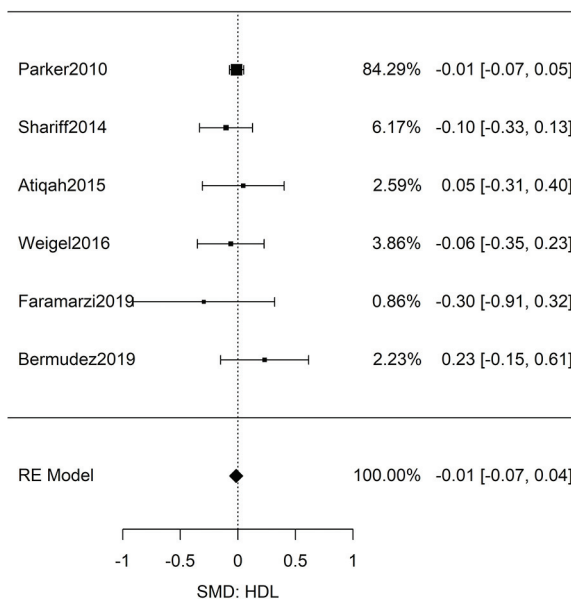 Parker2010 84.29% -0.01 [-0.07, 0.05]
Shariff2014 6.17% -0.10 [-0.33, 0.13]
Atiqah2015 2.59% 0.05 [-0.31, 0.40]
Weigel2016 3.86% -0.06 [-0.35, 0.23]
Faramarzi2019 0.86% -0.30 [-0.91, 0.32]
Bermudez2019 2.23% 0.23 [-0.15, 0.61]
RE Model 100.00% -0.01 [-0.07, 0.04]
-1 -0.5 0 0.5 1
SMD: HDL